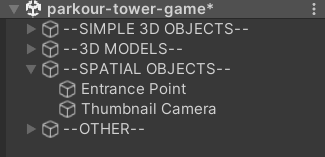 parkour-tower-game*
--SIMPLE 3D OBJECTS--
--3D MODELS--
--SPATIAL OBJECTS--
Entrance Point
Thumbnail Camera
--OTHER--